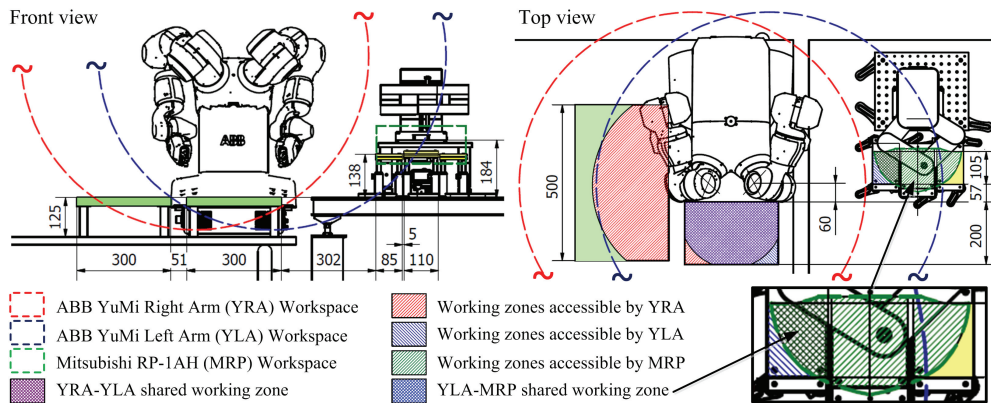 Front view
Top view
ABB
125
138
184
5
300
51
300
302
85
110
500
60
105
57
200
ABB YuMi Right Arm (YRA) Workspace
ABB YuMi Left Arm (YLA) Workspace
Mitsubishi RP-1AH (MRP) Workspace
YRA-YLA shared working zone
Working zones accessible by YRA
Working zones accessible by YLA
Working zones accessible by MRP
YLA-MRP shared working zone